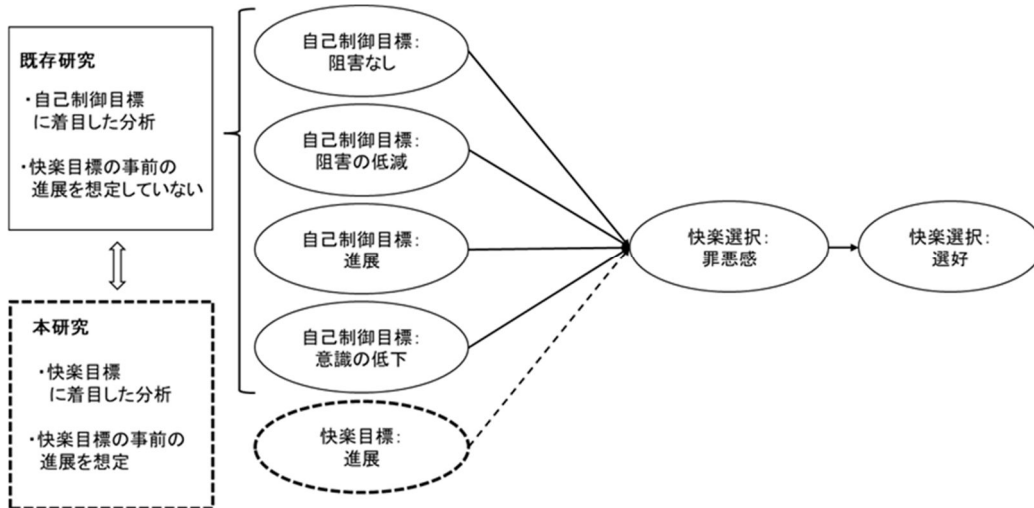 既存研究
・自己制御目標
に着目した分析
・快楽目標の事前の
進展を想定していない
本研究
・快楽目標
に着目した分析
・快楽目標の事前の
進展を想定
自己制御目標：
阻害なし
自己制御目標：
阻害の低減
自己制御目標：
進展
自己制御目標：
意識の低下
快楽目標：
進展
快楽選択：
罪悪感
快楽選択：
選好